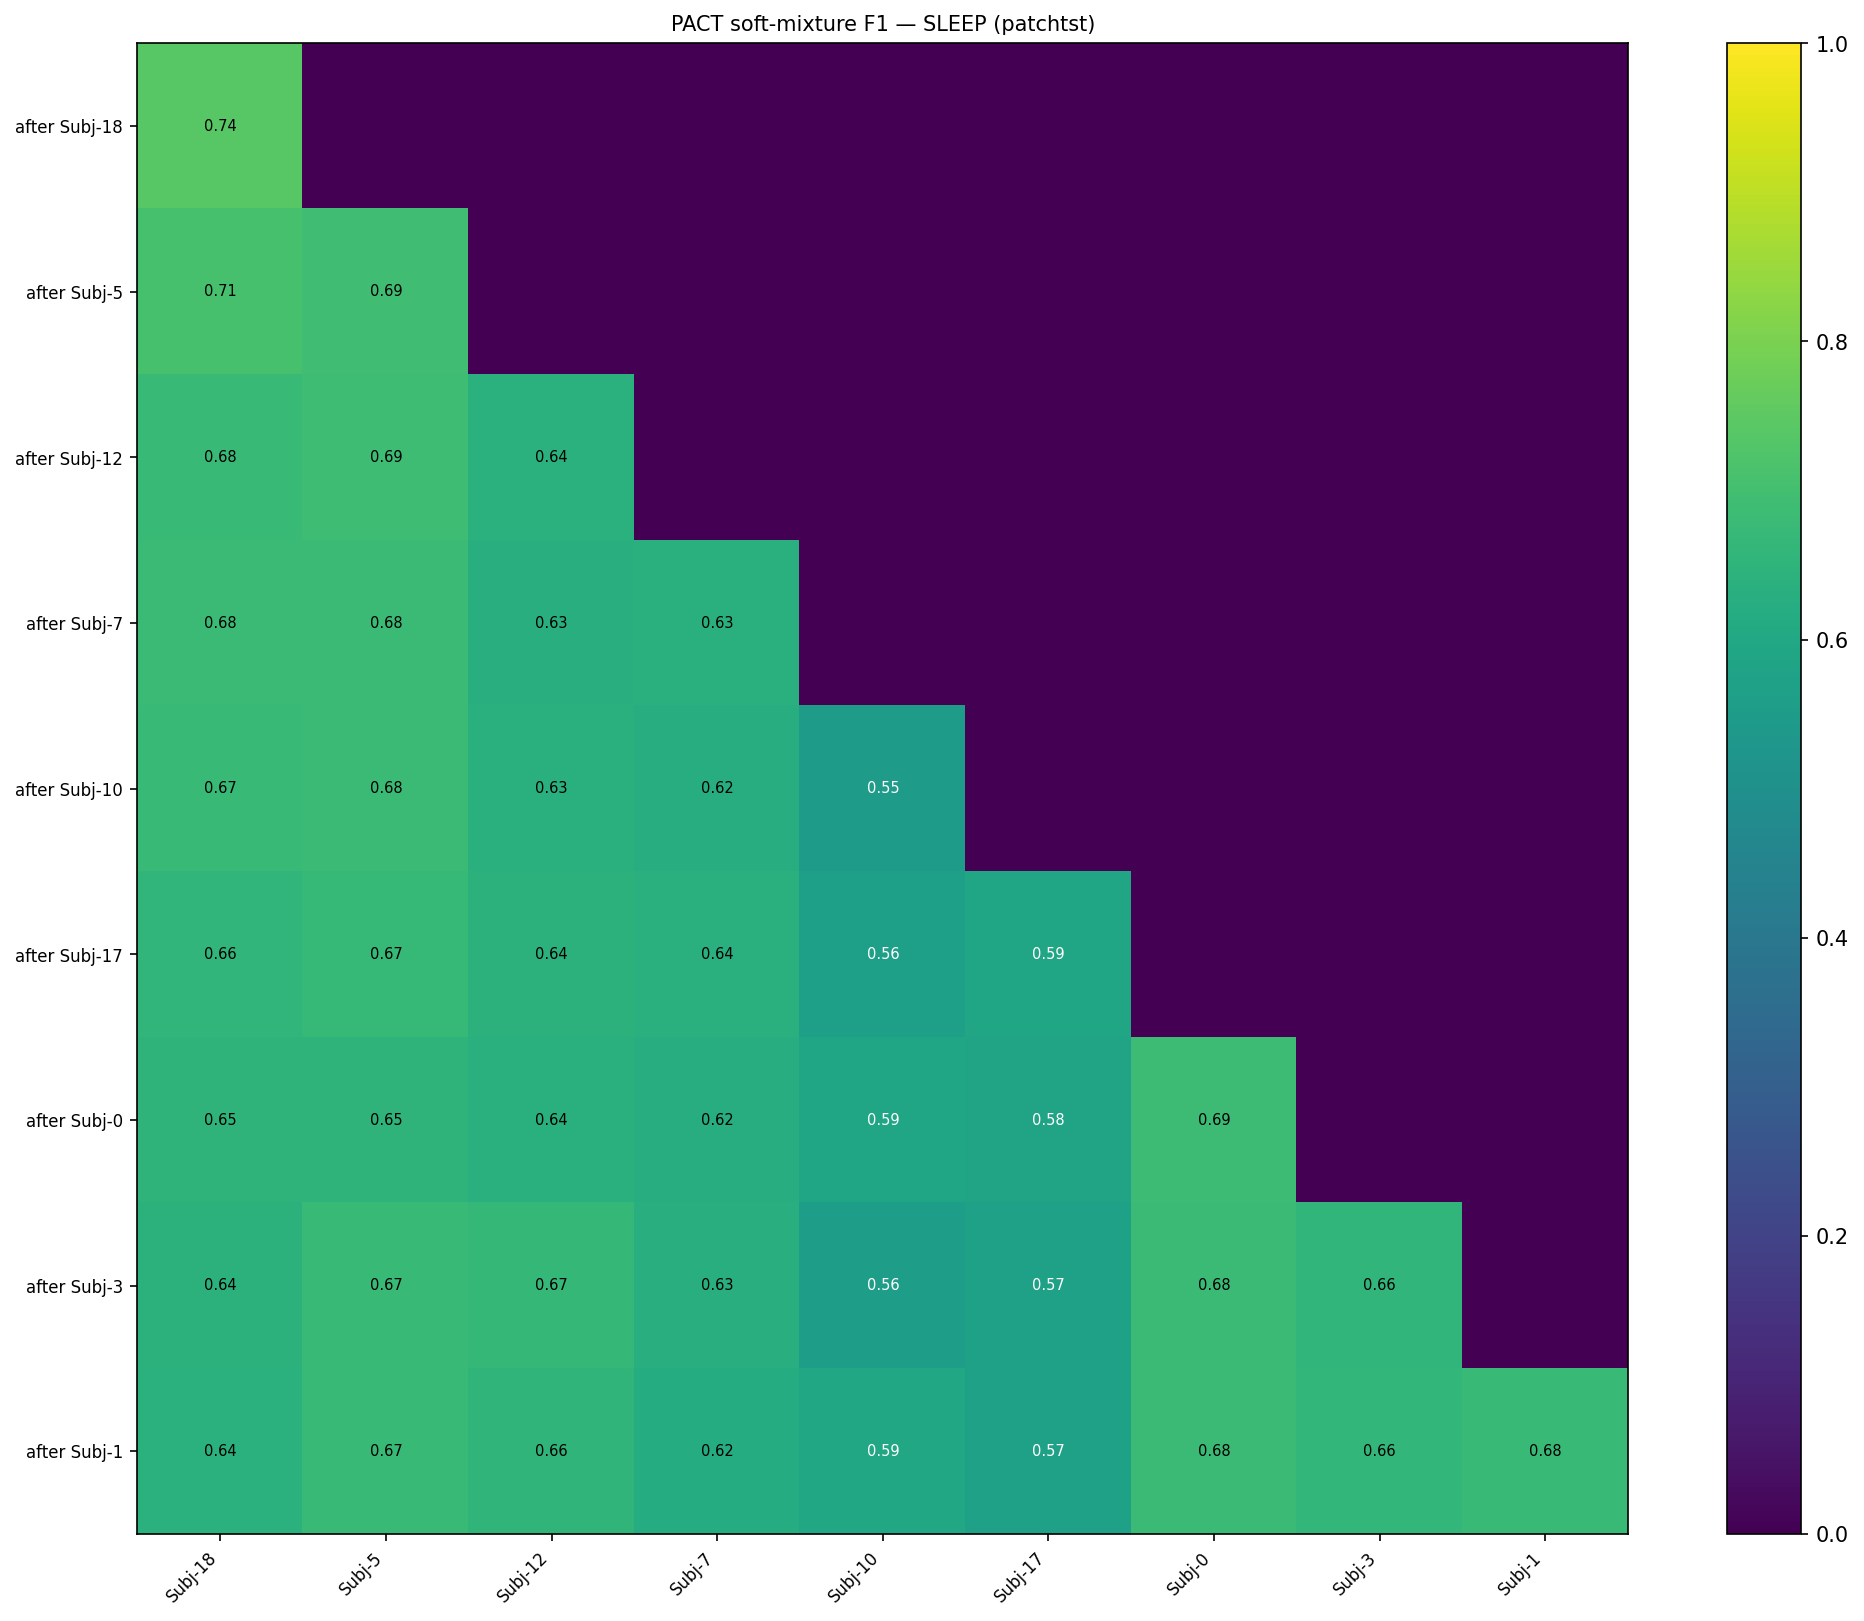 PACT soft-mixture F1 — SLEEP (patchtst)
after Subj-18 0.74
after Subj-5 0.71 0.69
after Subj-12 0.68 0.69 0.64
after Subj-7 0.68 0.68 0.63 0.63
after Subj-10 0.67 0.68 0.63 0.62 0.55
after Subj-17 0.66 0.67 0.64 0.64 0.56 0.59
after Subj-0 0.65 0.65 0.64 0.62 0.59 0.58 0.69
after Subj-3 0.64 0.67 0.67 0.63 0.56 0.57 0.68 0.66
after Subj-1 0.64 0.67 0.66 0.62 0.59 0.57 0.68 0.66 0.68
Subj-18 Subj-5 Subj-12 Subj-7 Subj-10 Subj-17 Subj-0 Subj-3 Subj-1
1.0
0.8
0.6
0.4
0.2
0.0